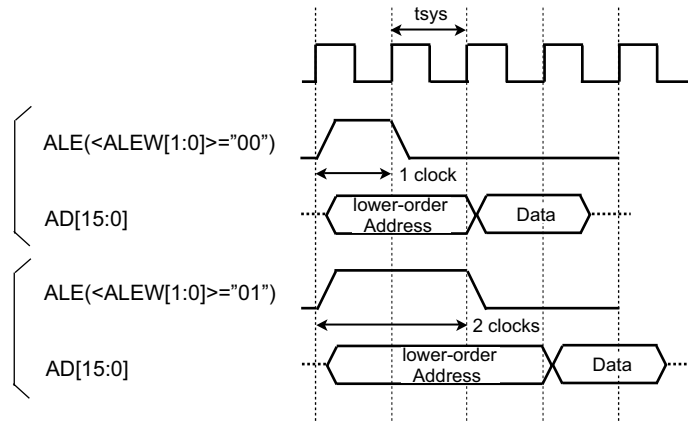 tsys
ALE(<ALEW[1:0]>=”00”)
1 clock
AD[15:0]
lower-order
Address
Data
ALE(<ALEW[1:0]>=”01”)
2 clocks
AD[15:0]
lower-order
Address
Data